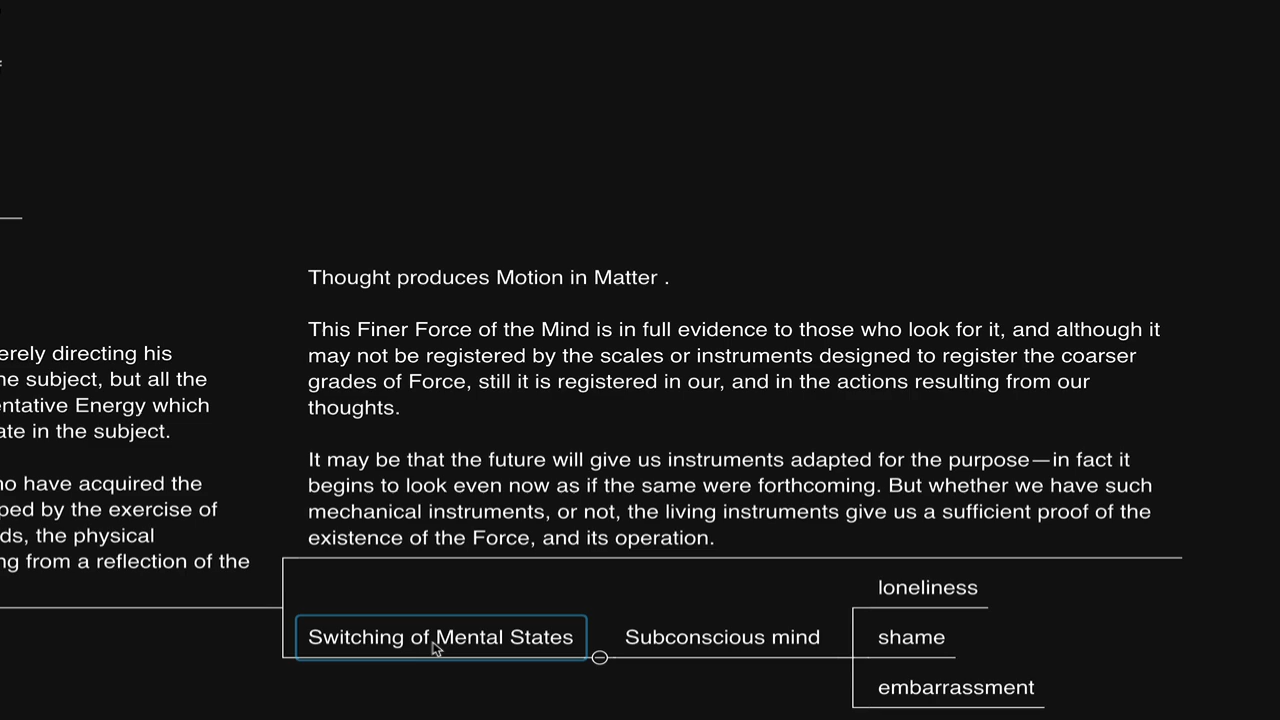 erely directing his
he subject, but all the
entative Energy which
ate in the subject.
no have acquired the
ped by the exercise of
ds, the physical
ng from a reflection of the
Thought produces Motion in Matter .
This Finer Force of the Mind is in full evidence to those who look for it, and although it
may not be registered by the scales or instruments designed to register the coarser
grades of Force, still it is registered in our, and in the actions resulting from our
thoughts.
It may be that the future will give us instruments adapted for the purpose—in fact it
begins to look even now as if the same were forthcoming. But whether we have such
mechanical instruments, or not, the living instruments give us a sufficient proof of the
existence of the Force, and its operation.
Switching of Mental States
Subconscious mind
loneliness
shame
embarrassment